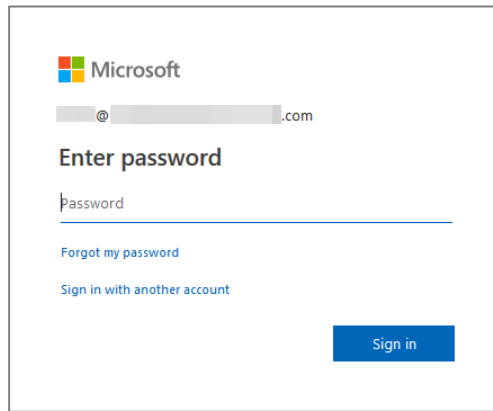 Microsoft
@ .com
Enter password
Password
Forgot my password
Sign in with another account
Sign in